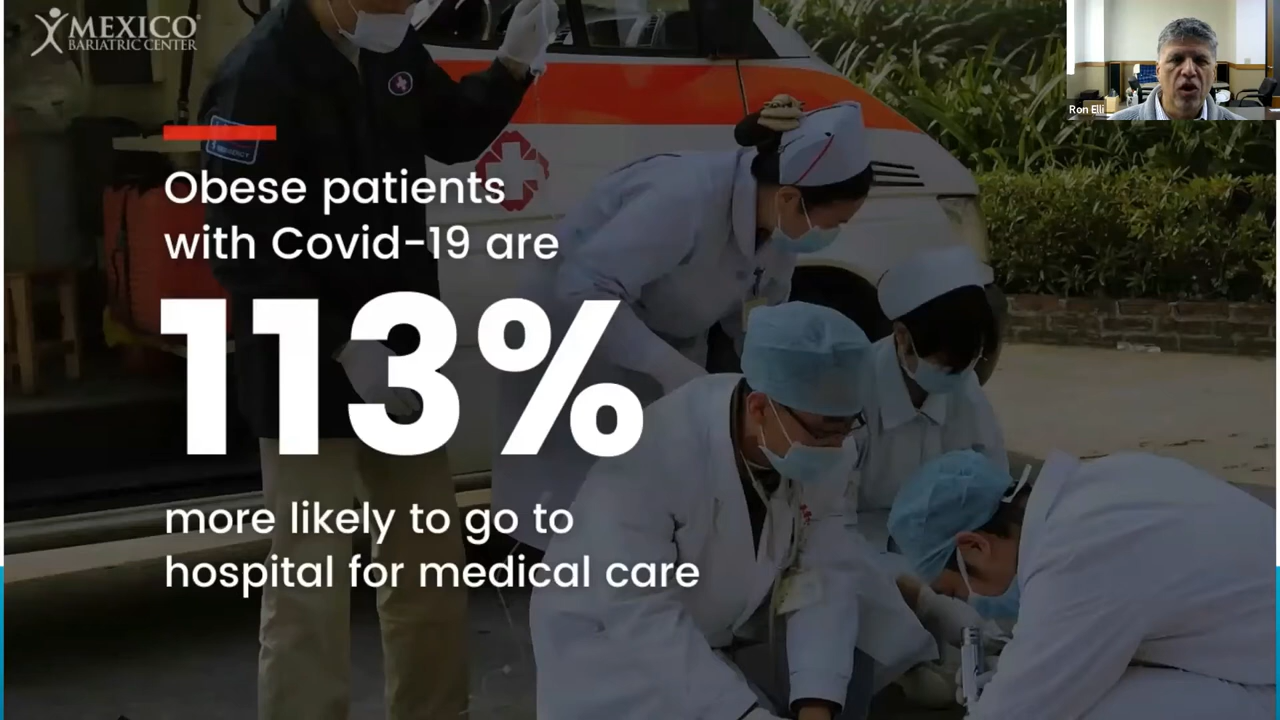 MEXICO®
BARIATRIC CENTER
Ron Elli
Obese patients
with Covid-19 are
113%
more likely to go to
hospital for medical care